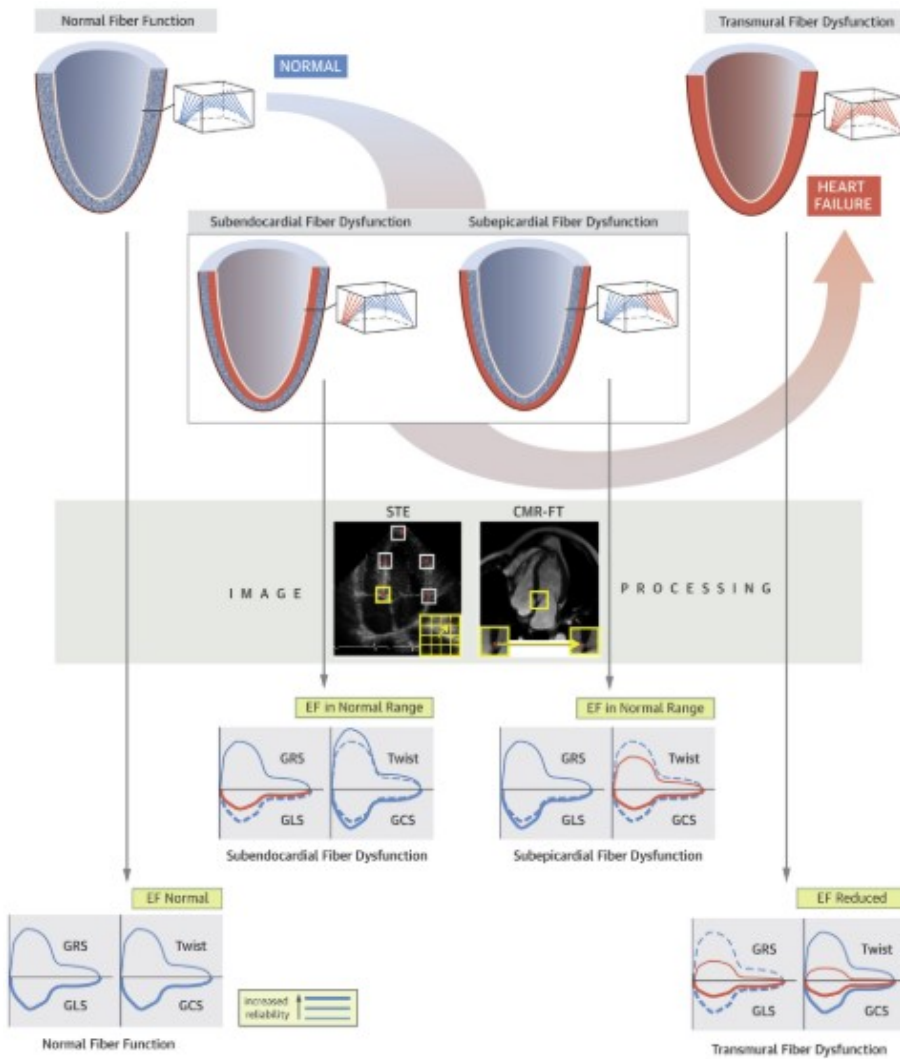 Normal Fiber Function
Transmural Fiber Dysfunction
NORMAL
HEART
FAILURE
Subendocardial Fiber Dysfunction
Subepicardial Fiber Dysfunction
STE
CMR-FT
IMAGE
PROCESSING
EF in Normal Range
EF in Normal Range
GRS
Twist
GRS
Twist
GLS
GCS
GLS
GCS
Subendocardial Fiber Dysfunction
Subepicardial Fiber Dysfunction
EF Normal
EF Reduced
GRS
Twist
GRS
Twist
GLS
GCS
GLS
GCS
increased
reliability
Normal Fiber Function
Transmural Fiber Dysfunction